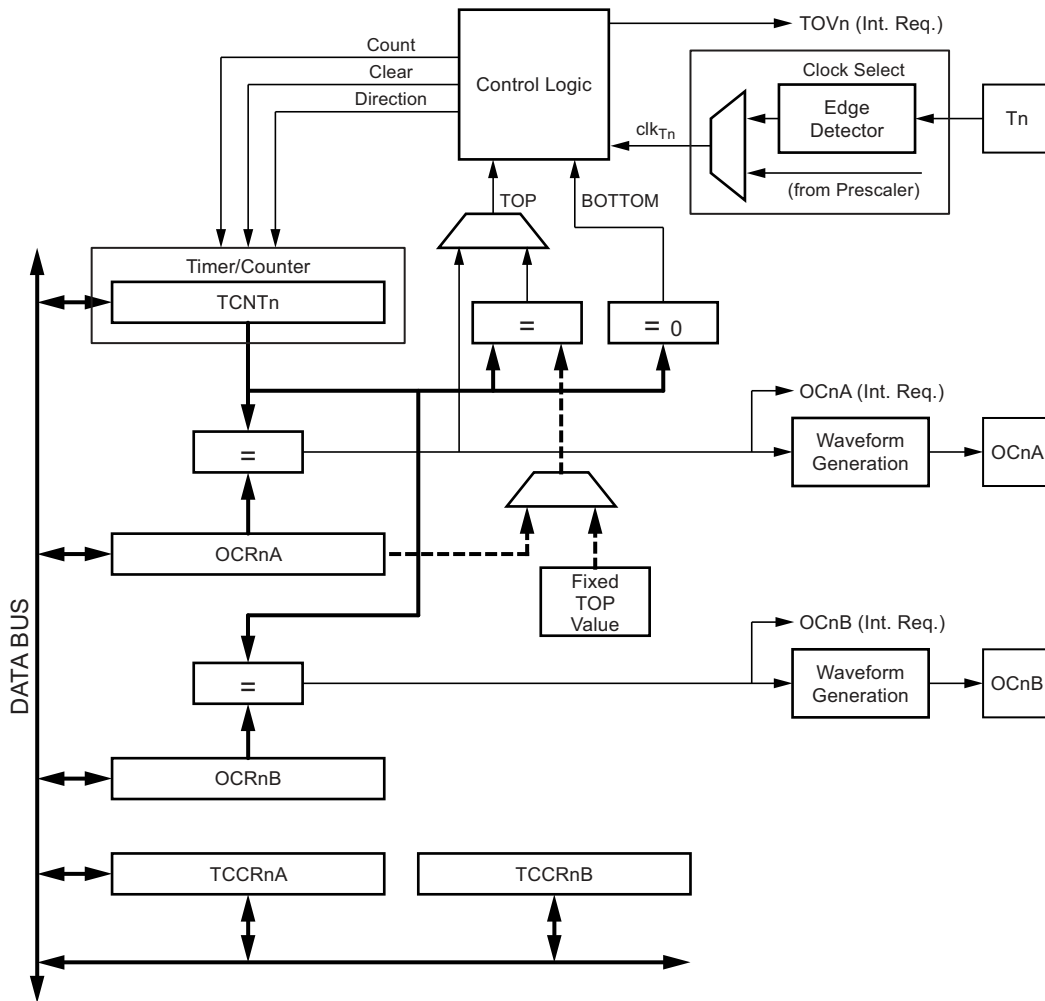 TOVn (Int. Req.)
Count
Clear
Direction
Control Logic
Clock Select
Edge
Detector
Tn
clkTn
(from Prescaler)
TOP
BOTTOM
Timer/Counter
TCNTn
=
= 0
OCnA (Int. Req.)
=
Waveform
Generation
OCnA
OCRnA
Fixed
TOP
Value
DATA BUS
OCnB (Int. Req.)
=
Waveform
Generation
OCnB
OCRnB
TCCRnA
TCCRnB